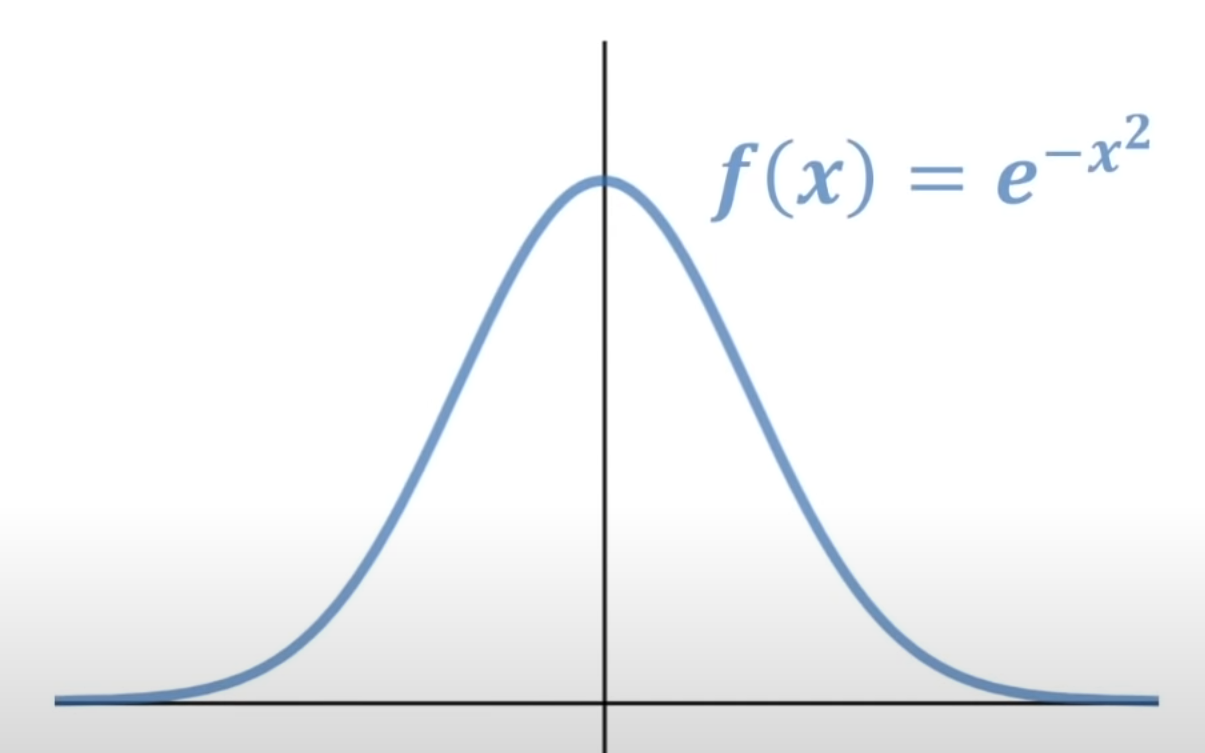 f(x) = e^{-x^2}